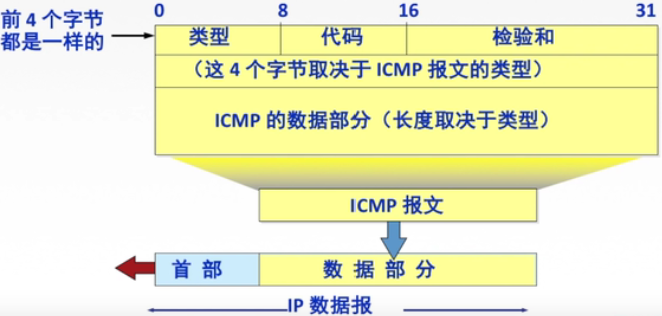 0 8 16 31
前 4 个字节
都是一样的
类型 代码 检验和
（这 4 个字节取决于 ICMP 报文的类型）
ICMP 的数据部分（长度取决于类型）
ICMP 报文
首 部 数 据 部 分
IP 数据报